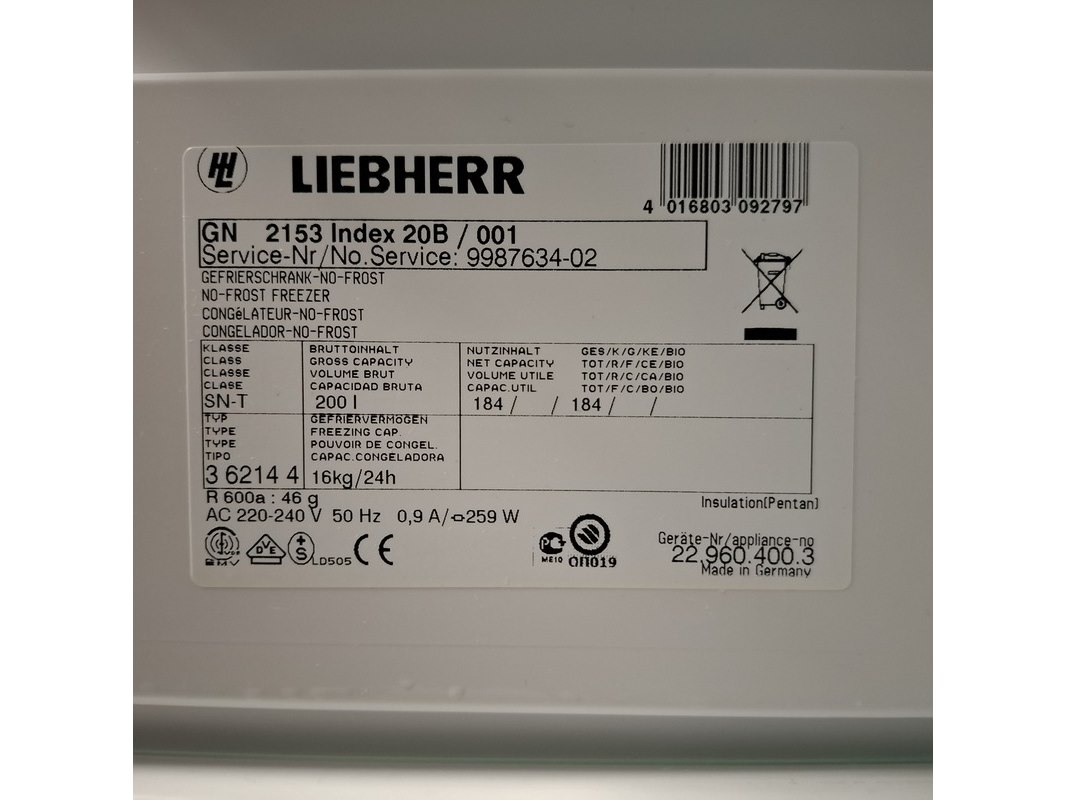 HL
LIEBHERR
4 016803 092797
GN 2153 Index 20B / 001
Service-Nr/No.Service: 9987634-02
GEFRIERSCHRANK-NO-FROST
NO-FROST FREEZER
CONGéLATEUR-NO-FROST
CONGELADOR-NO-FROST
KLASSE
CLASS
CLASSE
CLASE
SN-T
BRUTTOINHALT
GROSS CAPACITY
VOLUME BRUT
CAPACIDAD BRUTA
200 l
NUTZINHALT GES/K/G/KE/BIO
NET CAPACITY TOT/R/F/CE/BIO
VOLUME UTILE TOT/R/C/CA/BIO
CAPAC.UTIL TOT/F/C/BO/BIO
184 / / 184 / /
TYP
TYPE
TYPE
TIPO
3 6214 4
GEFRIERVERMöGEN
FREEZING CAP.
POUVOIR DE CONGEL.
CAPAC.CONGELADORA
16kg/24h
R 600a : 46 g
Insulation(Pentan)
AC 220-240 V 50 Hz 0,9 A/ 259 W
EMV
DVE
+S
LD505
CE
ME10
ОП019
Geräte-Nr/appliance-no
22.960.400.3
Made in Germany